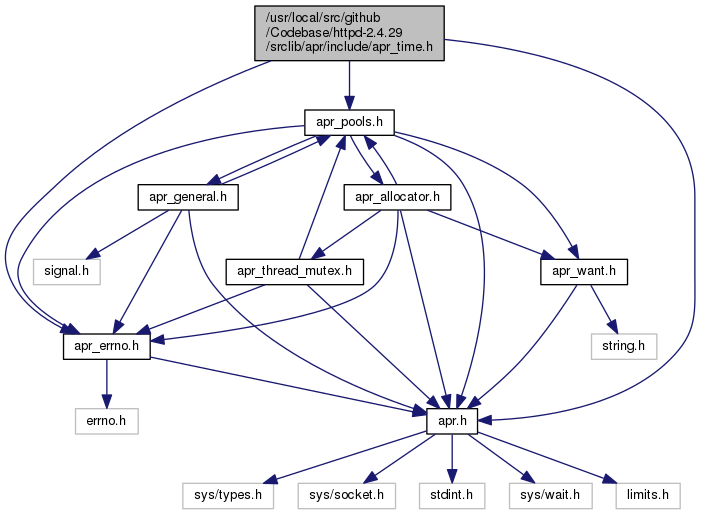 /usr/local/src/github
/Codebase/httpd-2.4.29
/srclib/apr/include/apr_time.h
apr_pools.h
apr_general.h
apr_allocator.h
signal.h
apr_thread_mutex.h
apr_want.h
apr_errno.h
string.h
errno.h
apr.h
sys/types.h
sys/socket.h
stdint.h
sys/wait.h
limits.h